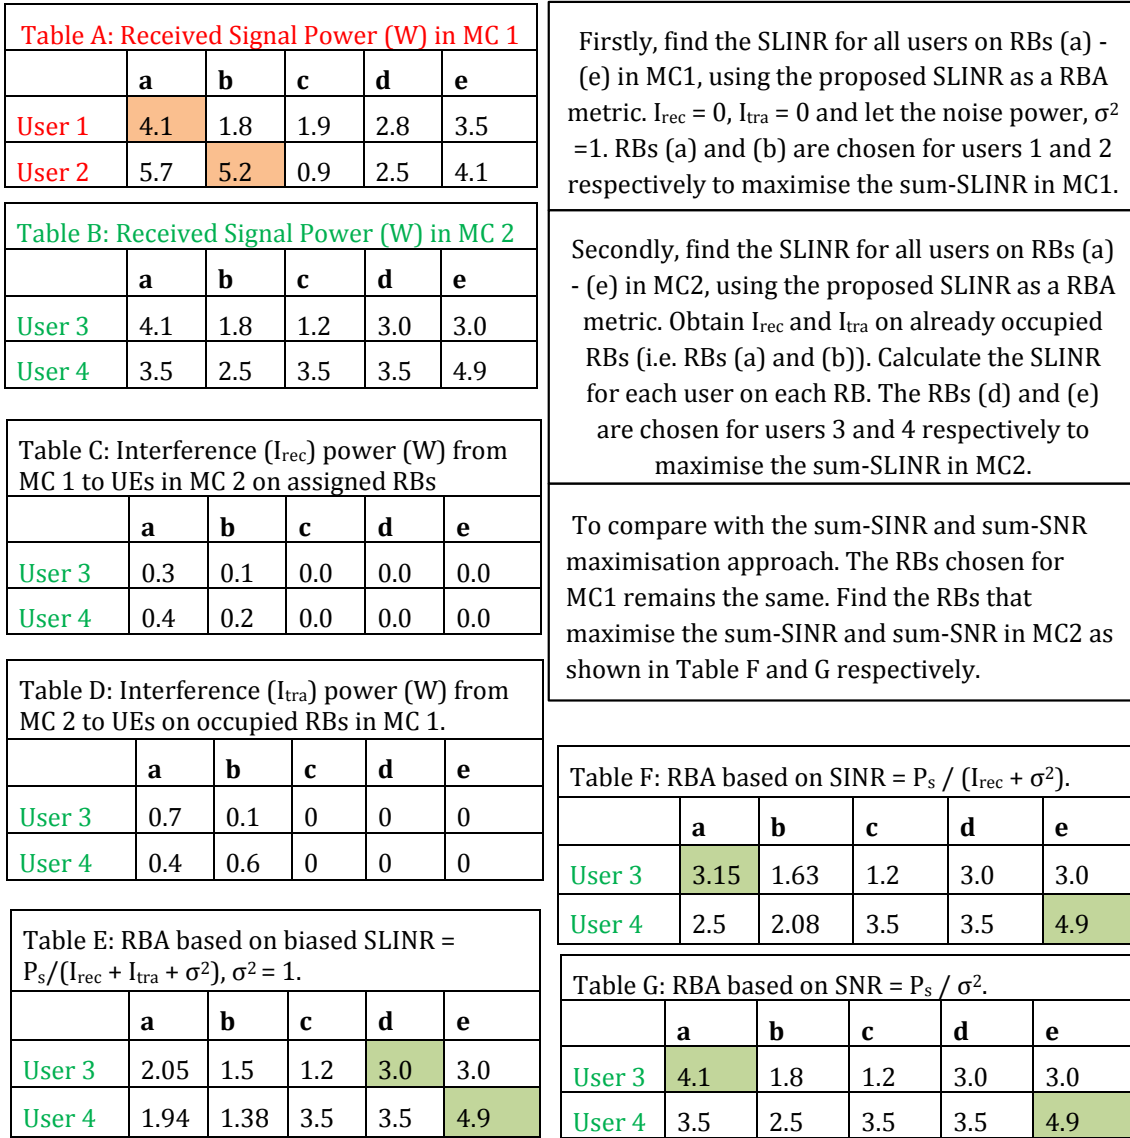 Table A: Received Signal Power (W) in MC 1
a b c d e
User 1 4.1 1.8 1.9 2.8 3.5
User 2 5.7 5.2 0.9 2.5 4.1
Table B: Received Signal Power (W) in MC 2
a b c d e
User 3 4.1 1.8 1.2 3.0 3.0
User 4 3.5 2.5 3.5 3.5 4.9
Table C: Interference (Irec) power (W) from
MC 1 to UEs in MC 2 on assigned RBs
a b c d e
User 3 0.3 0.1 0.0 0.0 0.0
User 4 0.4 0.2 0.0 0.0 0.0
Table D: Interference (Itra) power (W) from
MC 2 to UEs on occupied RBs in MC 1.
a b c d e
User 3 0.7 0.1 0 0 0
User 4 0.4 0.6 0 0 0
Table E: RBA based on biased SLINR =
Ps/(Irec + Itra + σ²), σ² = 1.
a b c d e
User 3 2.05 1.5 1.2 3.0 3.0
User 4 1.94 1.38 3.5 3.5 4.9
Firstly, find the SLINR for all users on RBs (a) -
(e) in MC1, using the proposed SLINR as a RBA
metric. Irec = 0, Itra = 0 and let the noise power, σ²
=1. RBs (a) and (b) are chosen for users 1 and 2
respectively to maximise the sum-SLINR in MC1.
Secondly, find the SLINR for all users on RBs (a)
- (e) in MC2, using the proposed SLINR as a RBA
metric. Obtain Irec and Itra on already occupied
RBs (i.e. RBs (a) and (b)). Calculate the SLINR
for each user on each RB. The RBs (d) and (e)
are chosen for users 3 and 4 respectively to
maximise the sum-SLINR in MC2.
To compare with the sum-SINR and sum-SNR
maximisation approach. The RBs chosen for
MC1 remains the same. Find the RBs that
maximise the sum-SINR and sum-SNR in MC2 as
shown in Table F and G respectively.
Table F: RBA based on SINR = Ps / (Irec + σ²).
a b c d e
User 3 3.15 1.63 1.2 3.0 3.0
User 4 2.5 2.08 3.5 3.5 4.9
Table G: RBA based on SNR = Ps / σ².
a b c d e
User 3 4.1 1.8 1.2 3.0 3.0
User 4 3.5 2.5 3.5 3.5 4.9